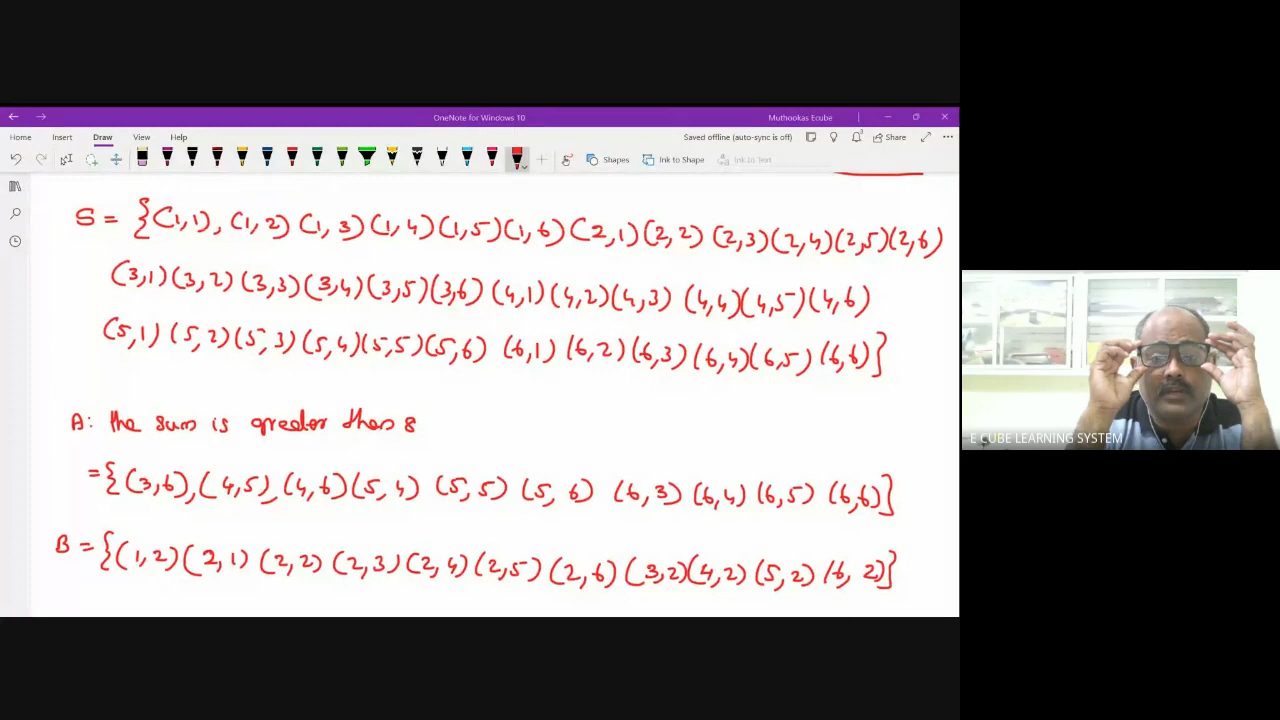 OneNote for Windows 10
Muthookas Ecube
Home Insert Draw View Help
Saved offline (auto-sync is off)
Share
Shapes
Ink to Shape
Ink to Text
S = {(1,1), (1,2) (1,3) (1,4) (1,5) (1,6) (2,1) (2,2) (2,3) (2,4) (2,5) (2,6)
(3,1) (3,2) (3,3) (3,4) (3,5) (3,6) (4,1) (4,2) (4,3) (4,4) (4,5) (4,6)
(5,1) (5,2) (5,3) (5,4) (5,5) (5,6) (6,1) (6,2) (6,3) (6,4) (6,5) (6,6)}
A: the sum is greater than 8
= {(3,6), (4,5), (4,6) (5,4) (5,5) (5,6) (6,3) (6,4) (6,5) (6,6)}
B = {(1,2) (2,1) (2,2) (2,3) (2,4) (2,5) (2,6) (3,2) (4,2) (5,2) (6,2)}
E CUBE LEARNING SYSTEM